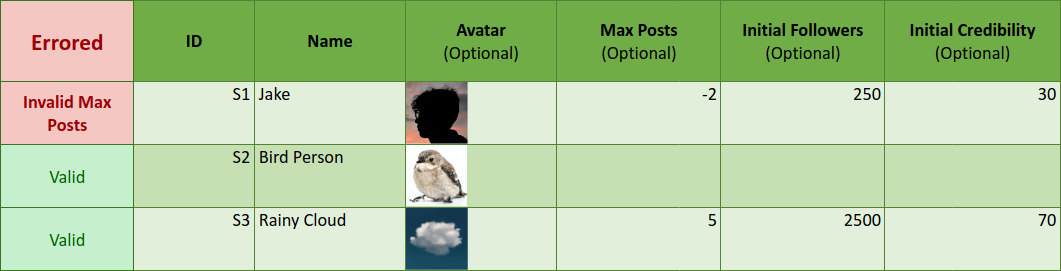 Errored ID Name Avatar (Optional) Max Posts (Optional) Initial Followers (Optional) Initial Credibility (Optional)
Invalid Max Posts S1 Jake -2 250 30
Valid S2 Bird Person
Valid S3 Rainy Cloud 5 2500 70